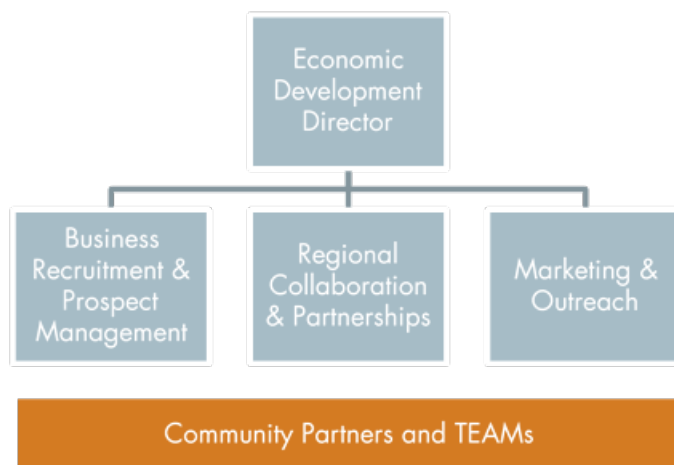 Economic
Development
Director
Business
Recruitment &
Prospect
Management
Regional
Collaboration
& Partnerships
Marketing &
Outreach
Community Partners and TEAMs